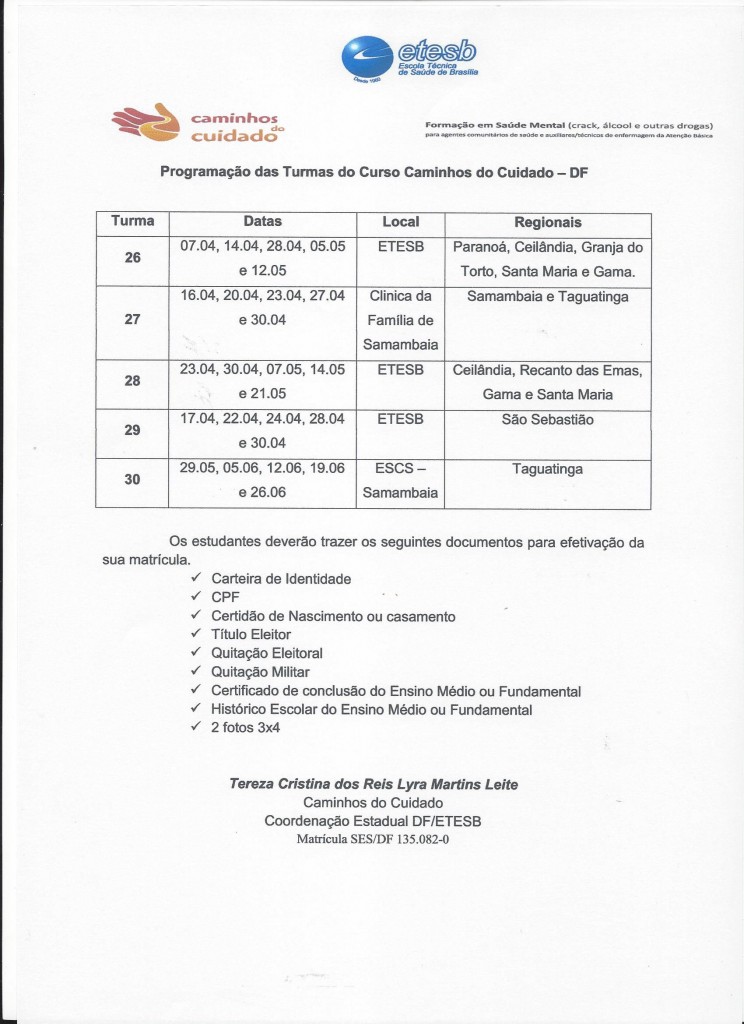 etesb
Escola Técnica
de Saúde de Brasília
Desde 1960
caminhos
do
cuidado
Formação em Saúde Mental (crack, álcool e outras drogas)
para agentes comunitários de saúde e auxiliares/técnicos de enfermagem da Atenção Básica
Programação das Turmas do Curso Caminhos do Cuidado – DF
Turma Datas Local Regionais
26 07.04, 14.04, 28.04, 05.05 ETESB Paranoá, Ceilândia, Granja do
e 12.05 Torto, Santa Maria e Gama.
27 16.04, 20.04, 23.04, 27.04 Clinica da Samambaia e Taguatinga
e 30.04 Família de
Samambaia
28 23.04, 30.04, 07.05, 14.05 ETESB Ceilândia, Recanto das Emas,
e 21.05 Gama e Santa Maria
29 17.04, 22.04, 24.04, 28.04 ETESB São Sebastião
e 30.04
30 29.05, 05.06, 12.06, 19.06 ESCS – Taguatinga
e 26.06 Samambaia
Os estudantes deverão trazer os seguintes documentos para efetivação da
sua matrícula.
✓ Carteira de Identidade
✓ CPF
✓ Certidão de Nascimento ou casamento
✓ Título Eleitor
✓ Quitação Eleitoral
✓ Quitação Militar
✓ Certificado de conclusão do Ensino Médio ou Fundamental
✓ Histórico Escolar do Ensino Médio ou Fundamental
✓ 2 fotos 3x4
Tereza Cristina dos Reis Lyra Martins Leite
Caminhos do Cuidado
Coordenação Estadual DF/ETESB
Matrícula SES/DF 135.082-0